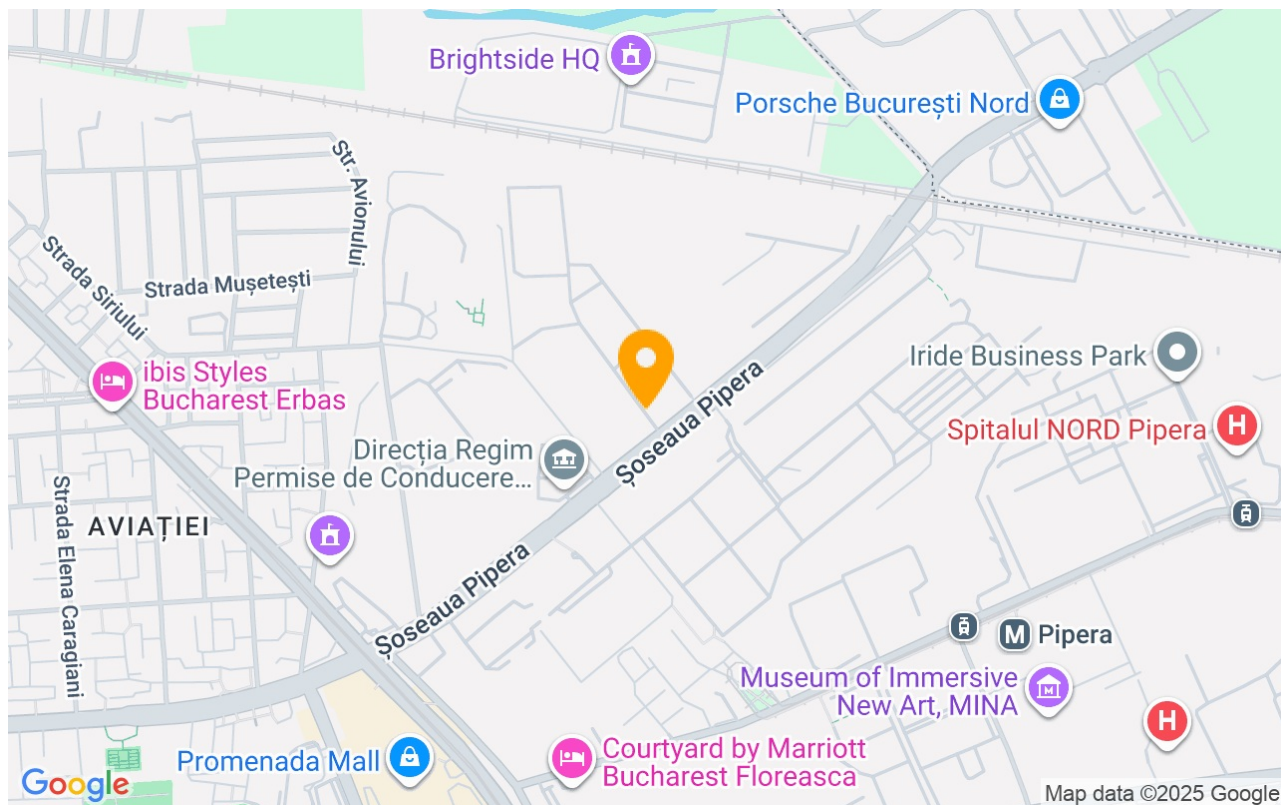 Brightside HQ
Porsche București Nord
Str. Avionului
Strada Siriului
Strada Mușetești
ibis Styles
Bucharest Erbas
Iride Business Park
Șoseaua Pipera
Spitalul NORD Pipera
H
Direcția Regim
Permise de Conducere...
Strada Elena Caragiani
AVIAȚIEI
Șoseaua Pipera
M Pipera
Museum of Immersive
New Art, MINA
M
H
Promenada Mall
Courtyard by Marriott
Bucharest Floreasca
Google
Map data ©2025 Google